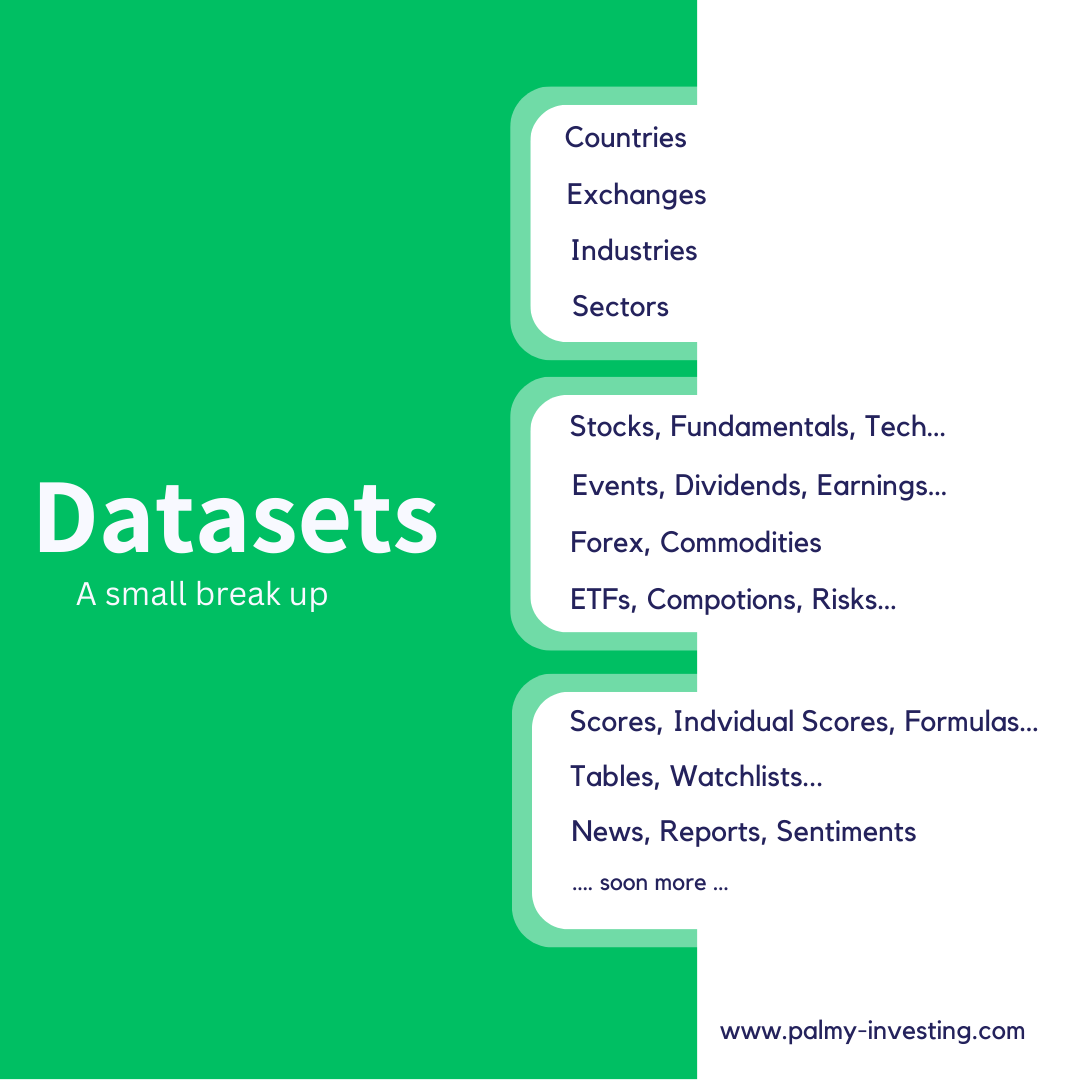 Datasets
A small break up
Countries
Exchanges
Industries
Sectors
Stocks, Fundamentals, Tech...
Events, Dividends, Earnings...
Forex, Commodities
ETFs, Compotions, Risks...
Scores, Indvidual Scores, Formulas...
Tables, Watchlists...
News, Reports, Sentiments
.... soon more ...
www.palmy-investing.com